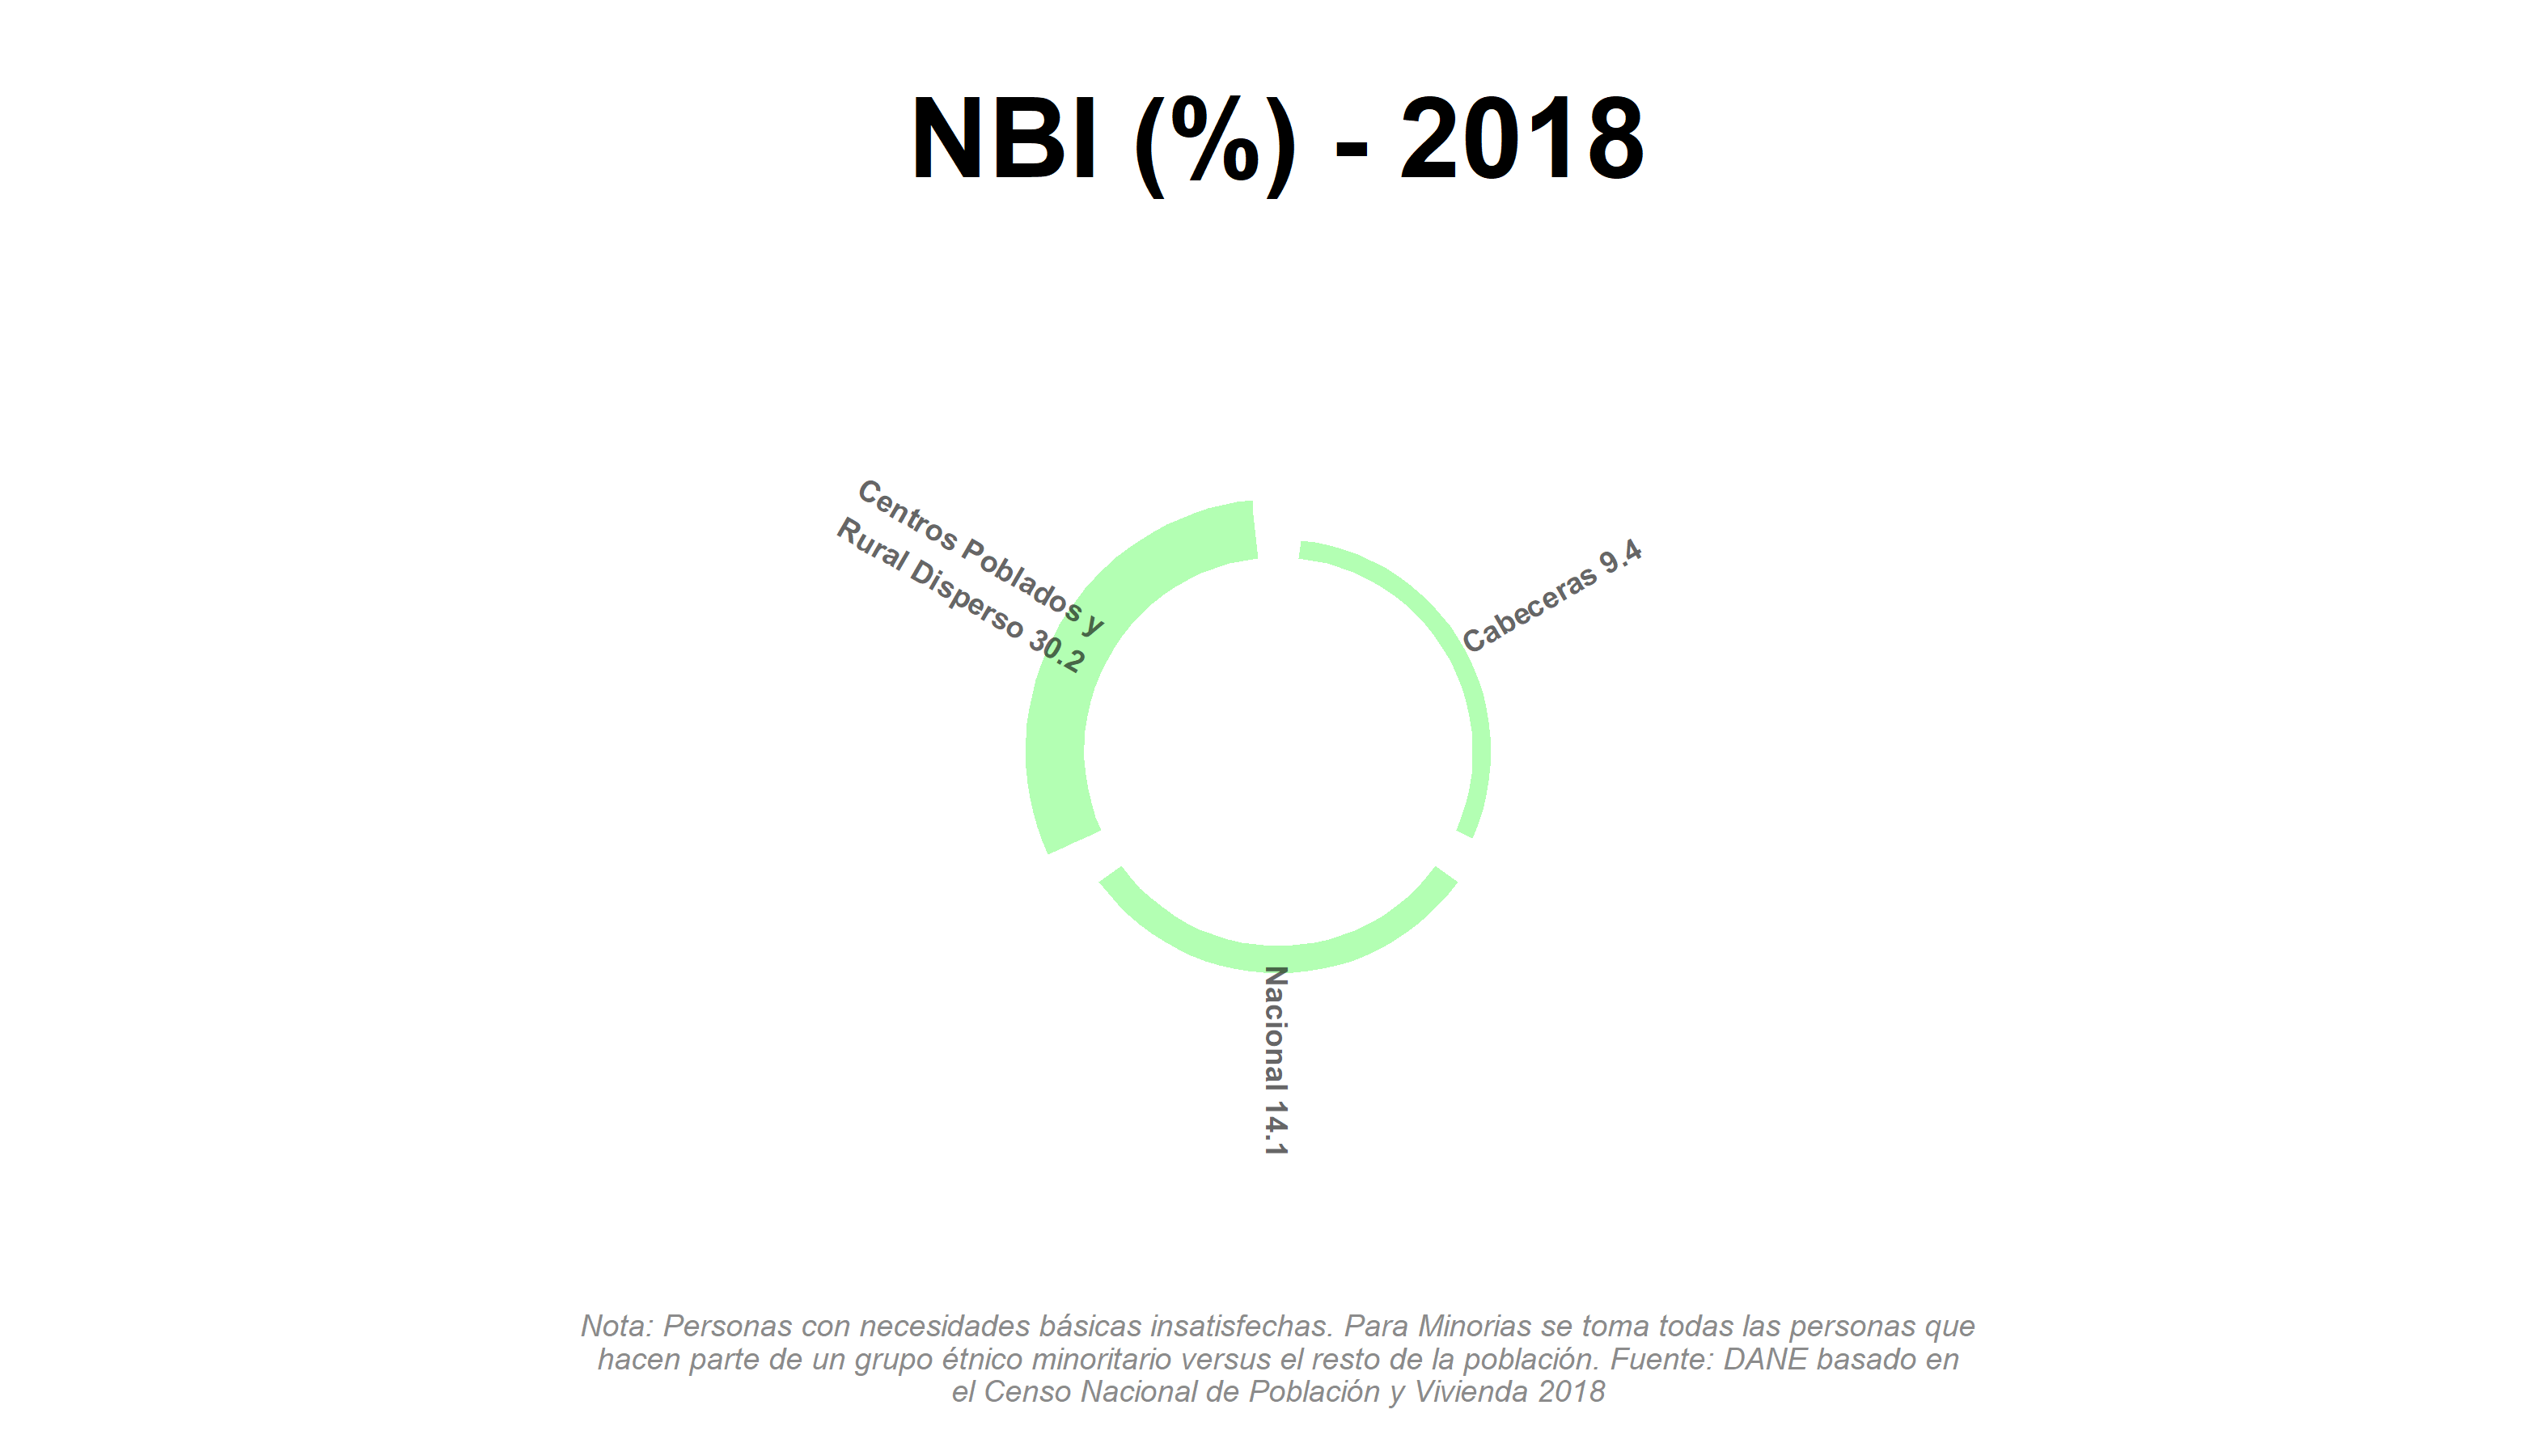 NBI (%) - 2018
Centros Poblados y
Rural Disperso 30.2
Cabeceras 9.4
Nacional 14.1
Nota: Personas con necesidades básicas insatisfechas. Para Minorias se toma todas las personas que
hacen parte de un grupo étnico minoritario versus el resto de la población. Fuente: DANE basado en
el Censo Nacional de Población y Vivienda 2018